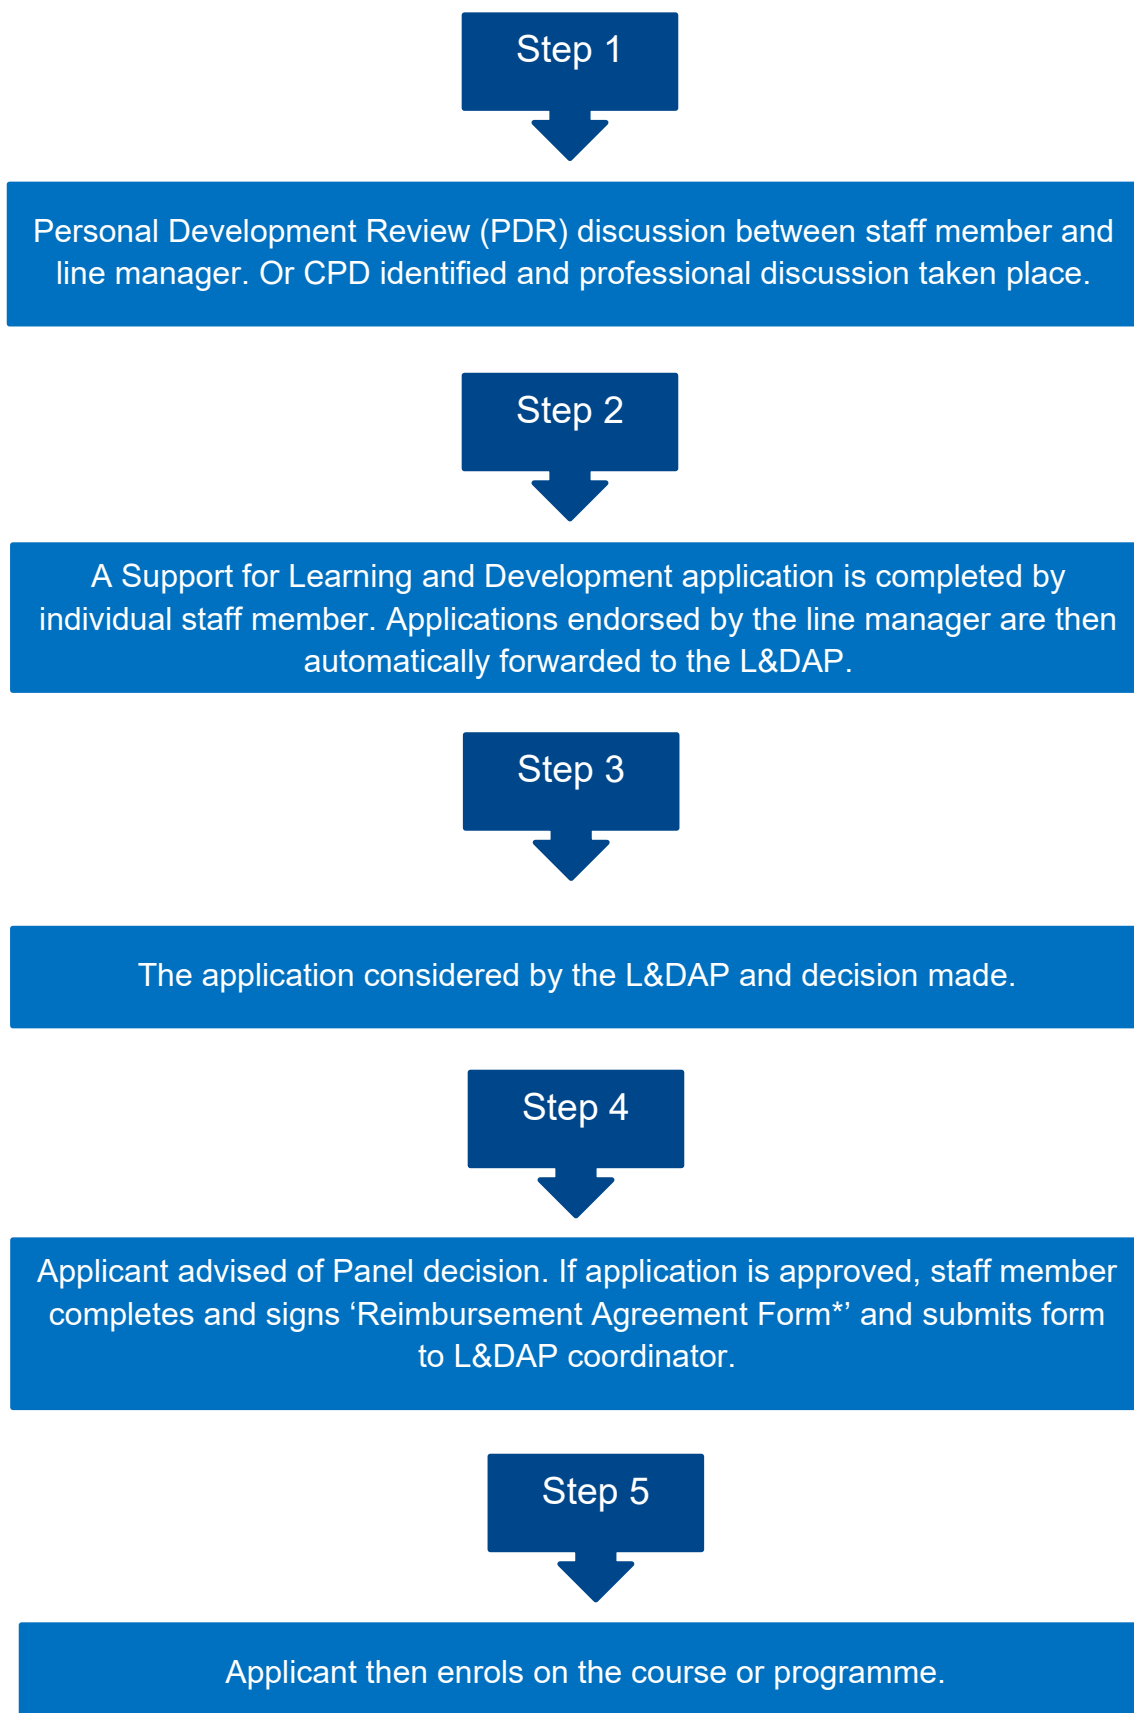 Step 1
Personal Development Review (PDR) discussion between staff member and
line manager. Or CPD identified and professional discussion taken place.
Step 2
A Support for Learning and Development application is completed by
individual staff member. Applications endorsed by the line manager are then
automatically forwarded to the L&DAP.
Step 3
The application considered by the L&DAP and decision made.
Step 4
Applicant advised of Panel decision. If application is approved, staff member
completes and signs ‘Reimbursement Agreement Form*’ and submits form
to L&DAP coordinator.
Step 5
Applicant then enrols on the course or programme.